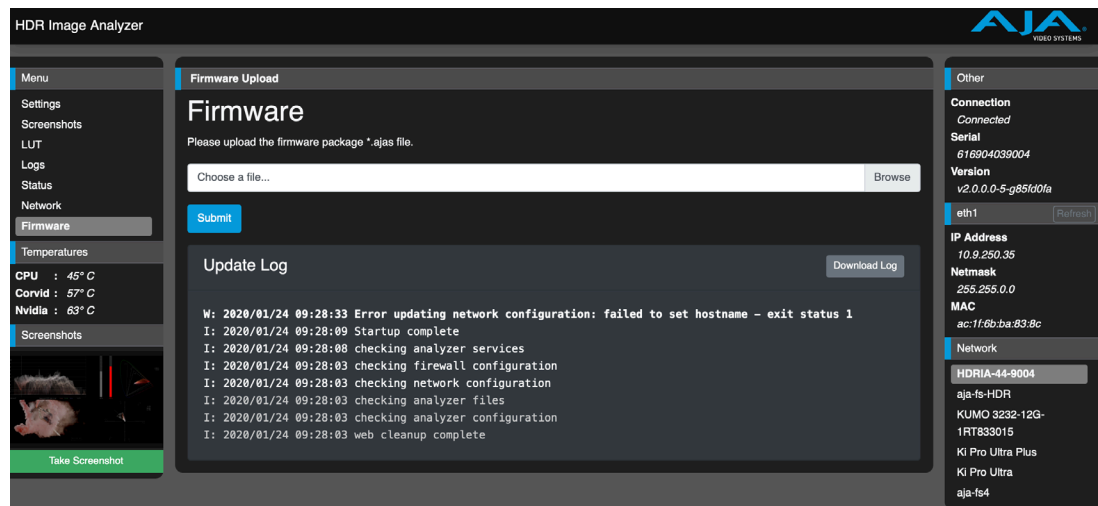 HDR Image Analyzer
AJA
VIDEO SYSTEMS
Menu
Settings
Screenshots
LUT
Logs
Status
Network
Firmware
Temperatures
CPU : 45° C
Corvid : 57° C
Nvidia : 63° C
Screenshots
Take Screenshot
Firmware Upload
Firmware
Please upload the firmware package *.ajas file.
Choose a file... Browse
Submit
Update Log Download Log
W: 2020/01/24 09:28:33 Error updating network configuration: failed to set hostname – exit status 1
I: 2020/01/24 09:28:09 Startup complete
I: 2020/01/24 09:28:08 checking analyzer services
I: 2020/01/24 09:28:03 checking firewall configuration
I: 2020/01/24 09:28:03 checking network configuration
I: 2020/01/24 09:28:03 checking analyzer files
I: 2020/01/24 09:28:03 checking analyzer configuration
I: 2020/01/24 09:28:03 web cleanup complete
Other
Connection
Connected
Serial
616904039004
Version
v2.0.0.0-5-g85fd0fa
eth1 Refresh
IP Address
10.9.250.35
Netmask
255.255.0.0
MAC
ac:1f:6b:ba:83:8c
Network
HDRIA-44-9004
aja-fs-HDR
KUMO 3232-12G-
1RT833015
Ki Pro Ultra Plus
Ki Pro Ultra
aja-fs4